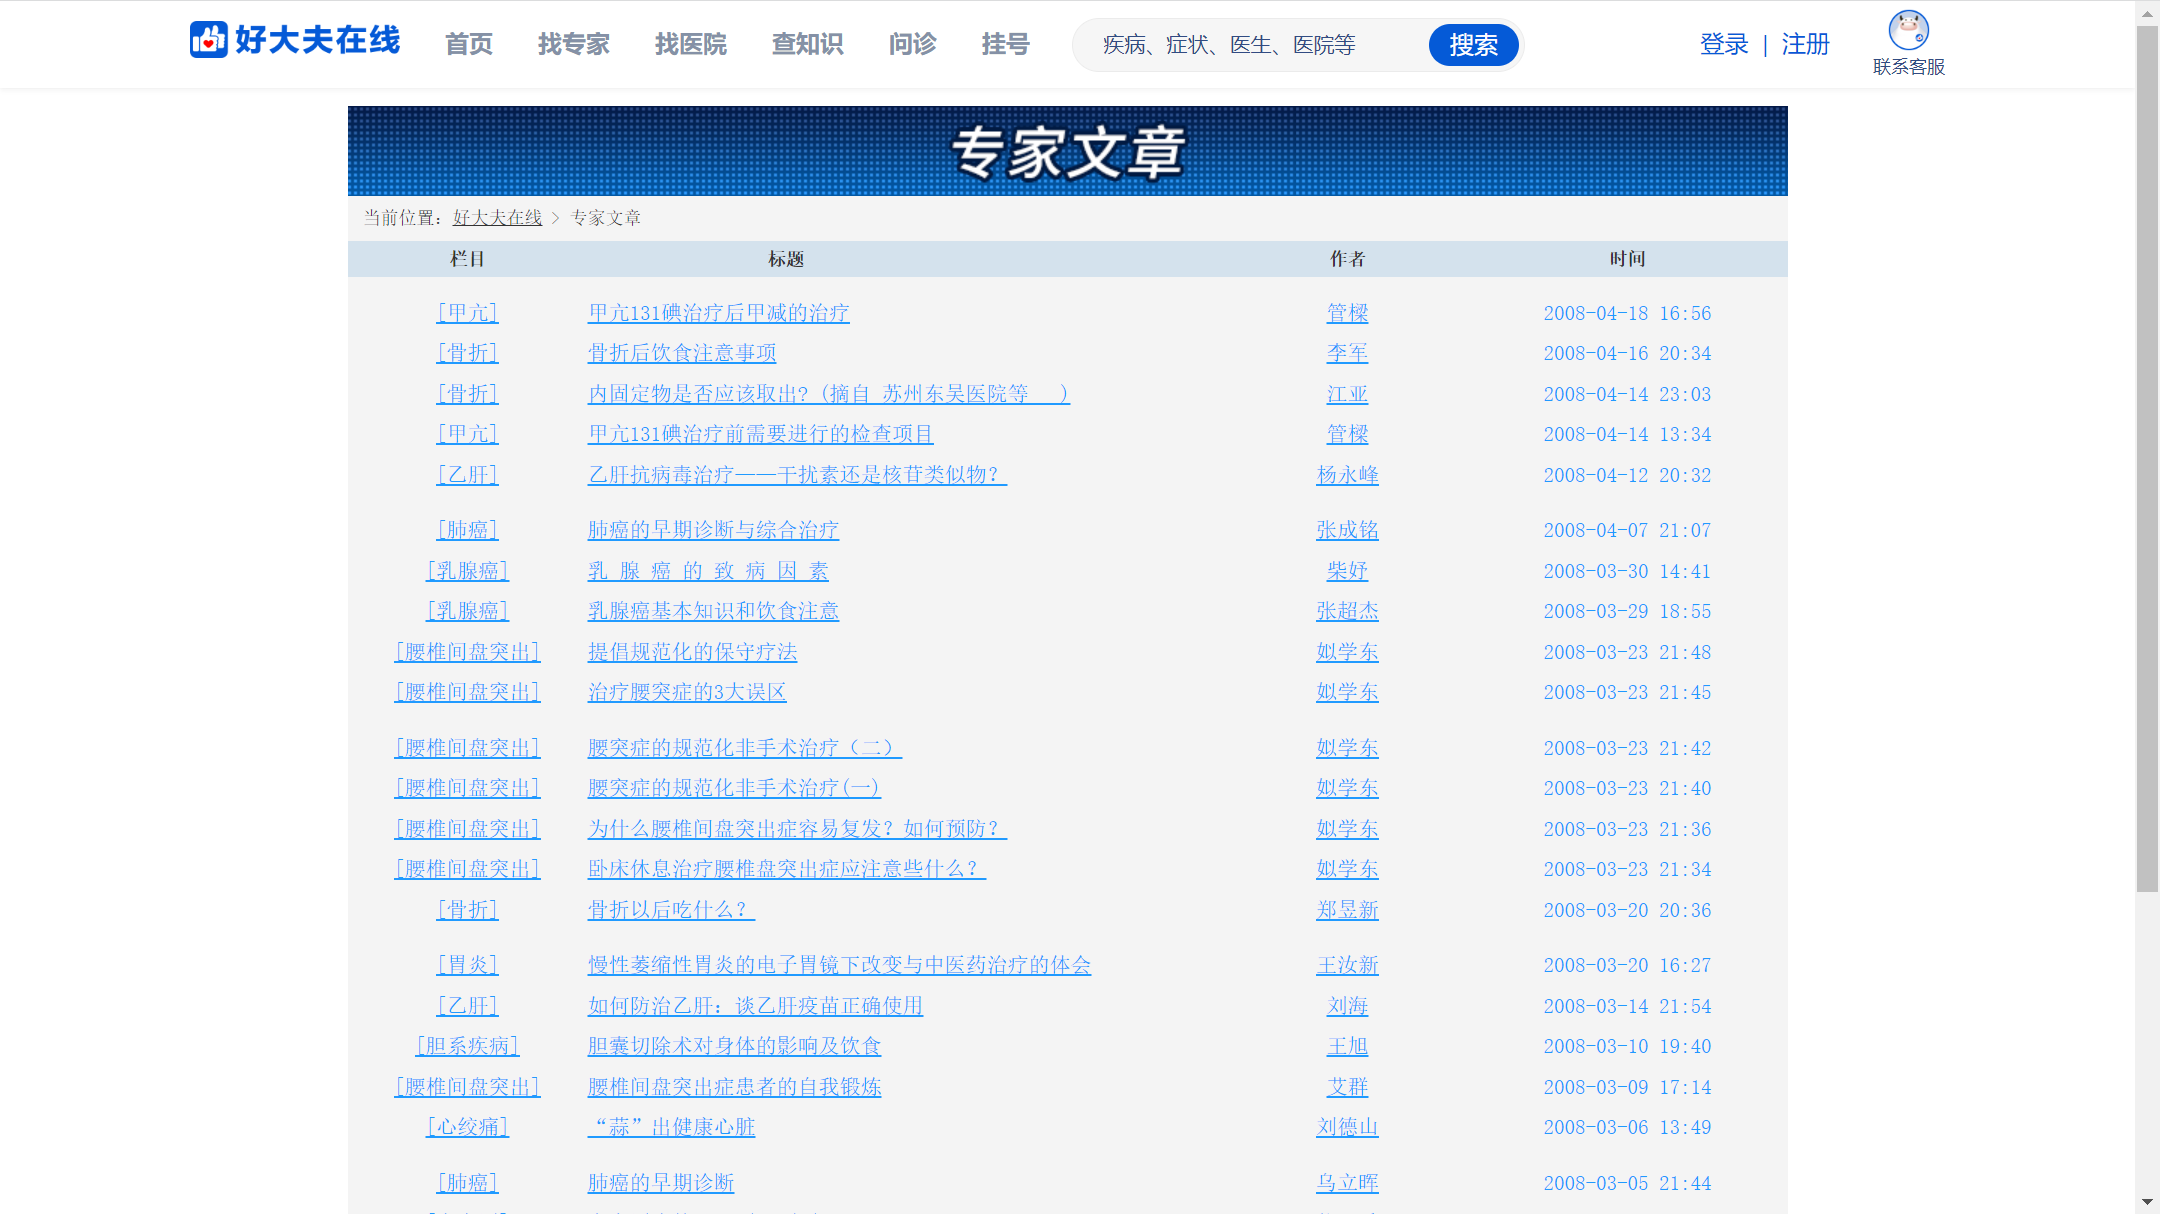 好大夫在线 首页 找专家 找医院 查知识 问诊 挂号 疾病、症状、医生、医院等 搜索 登录 | 注册 联系客服
专家文章
当前位置：好大夫在线 > 专家文章
栏目 标题 作者 时间
[甲亢] 甲亢131碘治疗后甲减的治疗 管樑 2008-04-18 16:56
[骨折] 骨折后饮食注意事项 李军 2008-04-16 20:34
[骨折] 内固定物是否应该取出?（摘自 苏州东吴医院等 ） 江亚 2008-04-14 23:03
[甲亢] 甲亢131碘治疗前需要进行的检查项目 管樑 2008-04-14 13:34
[乙肝] 乙肝抗病毒治疗——干扰素还是核苷类似物？ 杨永峰 2008-04-12 20:32
[肺癌] 肺癌的早期诊断与综合治疗 张成铭 2008-04-07 21:07
[乳腺癌] 乳 腺 癌 的 致 病 因 素 柴妤 2008-03-30 14:41
[乳腺癌] 乳腺癌基本知识和饮食注意 张超杰 2008-03-29 18:55
[腰椎间盘突出] 提倡规范化的保守疗法 姒学东 2008-03-23 21:48
[腰椎间盘突出] 治疗腰突症的3大误区 姒学东 2008-03-23 21:45
[腰椎间盘突出] 腰突症的规范化非手术治疗（二） 姒学东 2008-03-23 21:42
[腰椎间盘突出] 腰突症的规范化非手术治疗(一) 姒学东 2008-03-23 21:40
[腰椎间盘突出] 为什么腰椎间盘突出症容易复发？如何预防？ 姒学东 2008-03-23 21:36
[腰椎间盘突出] 卧床休息治疗腰椎盘突出症应注意些什么？ 姒学东 2008-03-23 21:34
[骨折] 骨折以后吃什么？ 郑昱新 2008-03-20 20:36
[胃炎] 慢性萎缩性胃炎的电子胃镜下改变与中医药治疗的体会 王汝新 2008-03-20 16:27
[乙肝] 如何防治乙肝：谈乙肝疫苗正确使用 刘海 2008-03-14 21:54
[胆系疾病] 胆囊切除术对身体的影响及饮食 王旭 2008-03-10 19:40
[腰椎间盘突出] 腰椎间盘突出症患者的自我锻炼 艾群 2008-03-09 17:14
[心绞痛] “蒜”出健康心脏 刘德山 2008-03-06 13:49
[肺癌] 肺癌的早期诊断 乌立晖 2008-03-05 21:44